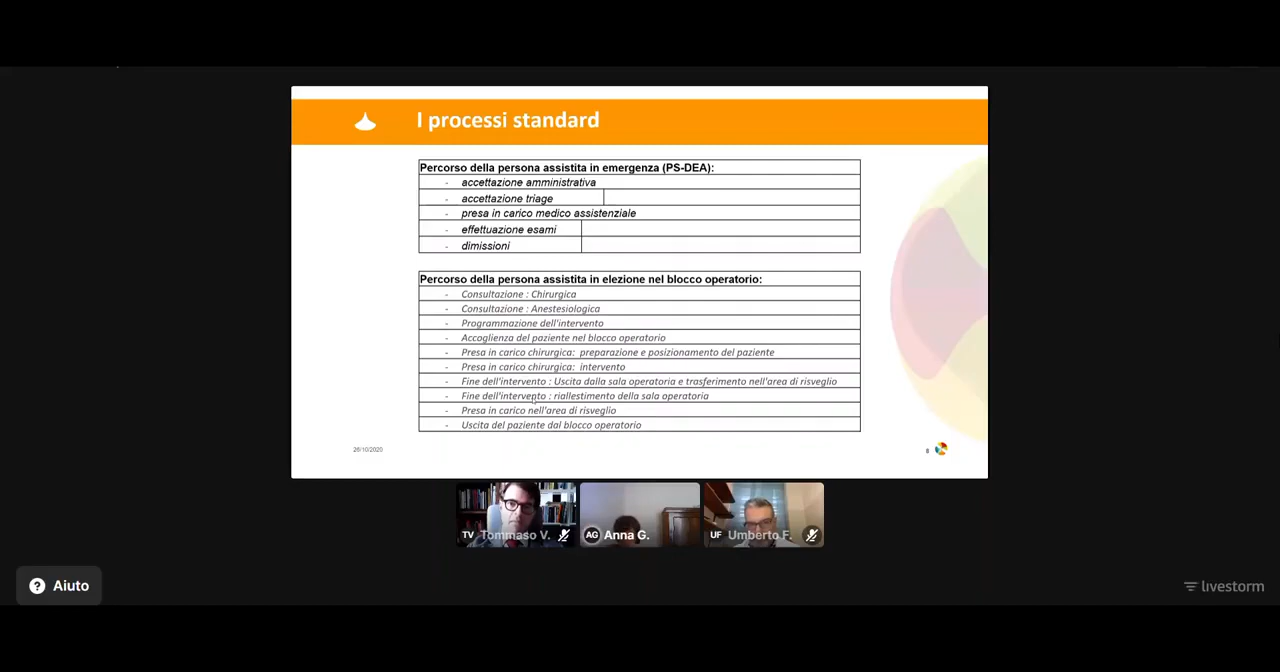 I processi standard
Percorso della persona assistita in emergenza (PS-DEA):
- accettazione amministrativa
- accettazione triage
- presa in carico medico assistenziale
- effettuazione esami
- dimissioni
Percorso della persona assistita in elezione nel blocco operatorio:
- Consultazione : Chirurgica
- Consultazione : Anestesiologica
- Programmazione dell'intervento
- Accoglienza del paziente nel blocco operatorio
- Presa in carico chirurgica: preparazione e posizionamento del paziente
- Presa in carico chirurgica: intervento
- Fine dell'intervento : Uscita dalla sala operatoria e trasferimento nell'area di risveglio
- Fine dell'intervento : riallestimento della sala operatoria
- Presa in carico nell'area di risveglio
- Uscita del paziente dal blocco operatorio
26/10/2020
8
TV Tommaso V.
AG Anna G.
UF Umberto F.
? Aiuto
livestorm